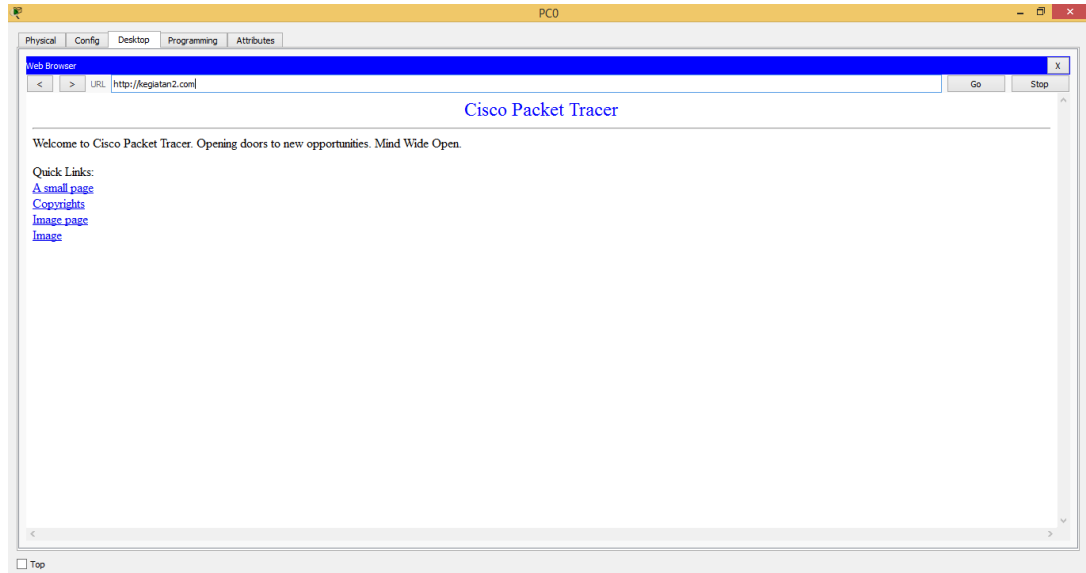 PC0
Physical Config Desktop Programming Attributes
Web Browser X
< > URL http://kegiatan2.com Go Stop
Cisco Packet Tracer
Welcome to Cisco Packet Tracer. Opening doors to new opportunities. Mind Wide Open.
Quick Links:
A small page
Copyrights
Image page
Image
Top